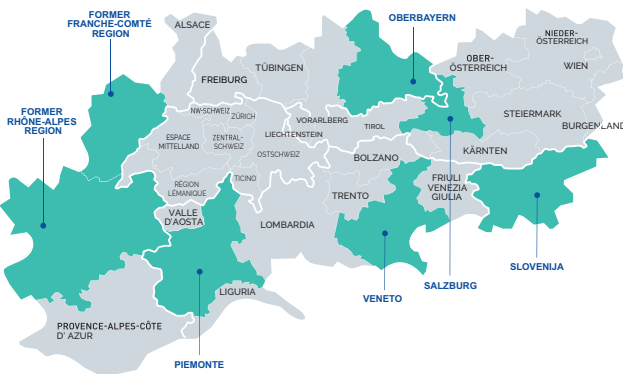 FORMER
FRANCHE-COMTÉ
REGION
ALSACE
OBERBAYERN
NIEDER-
ÖSTERREICH
OBER-
ÖSTERREICH
WIEN
FREIBURG
TÜBINGEN
FORMER
RHÔNE-ALPES
REGION
NW-SCHWEIZ
ZÜRICH
VORARLBERG
TIROL
STEIERMARK
BURGENLAND
LIECHTENSTEIN
ESPACE
MITTELLAND
ZENTRAL-
SCHWEIZ
OSTSCHWEIZ
BOLZANO
KÄRNTEN
TICINO
RÉGION
LÉMANIQUE
FRIULI
VENEZIA
GIULIA
TRENTO
VALLE
D'AOSTA
LOMBARDIA
SLOVENIJA
SALZBURG
LIGURIA
VENETO
PROVENCE-ALPES-CÔTE
D' AZUR
PIEMONTE